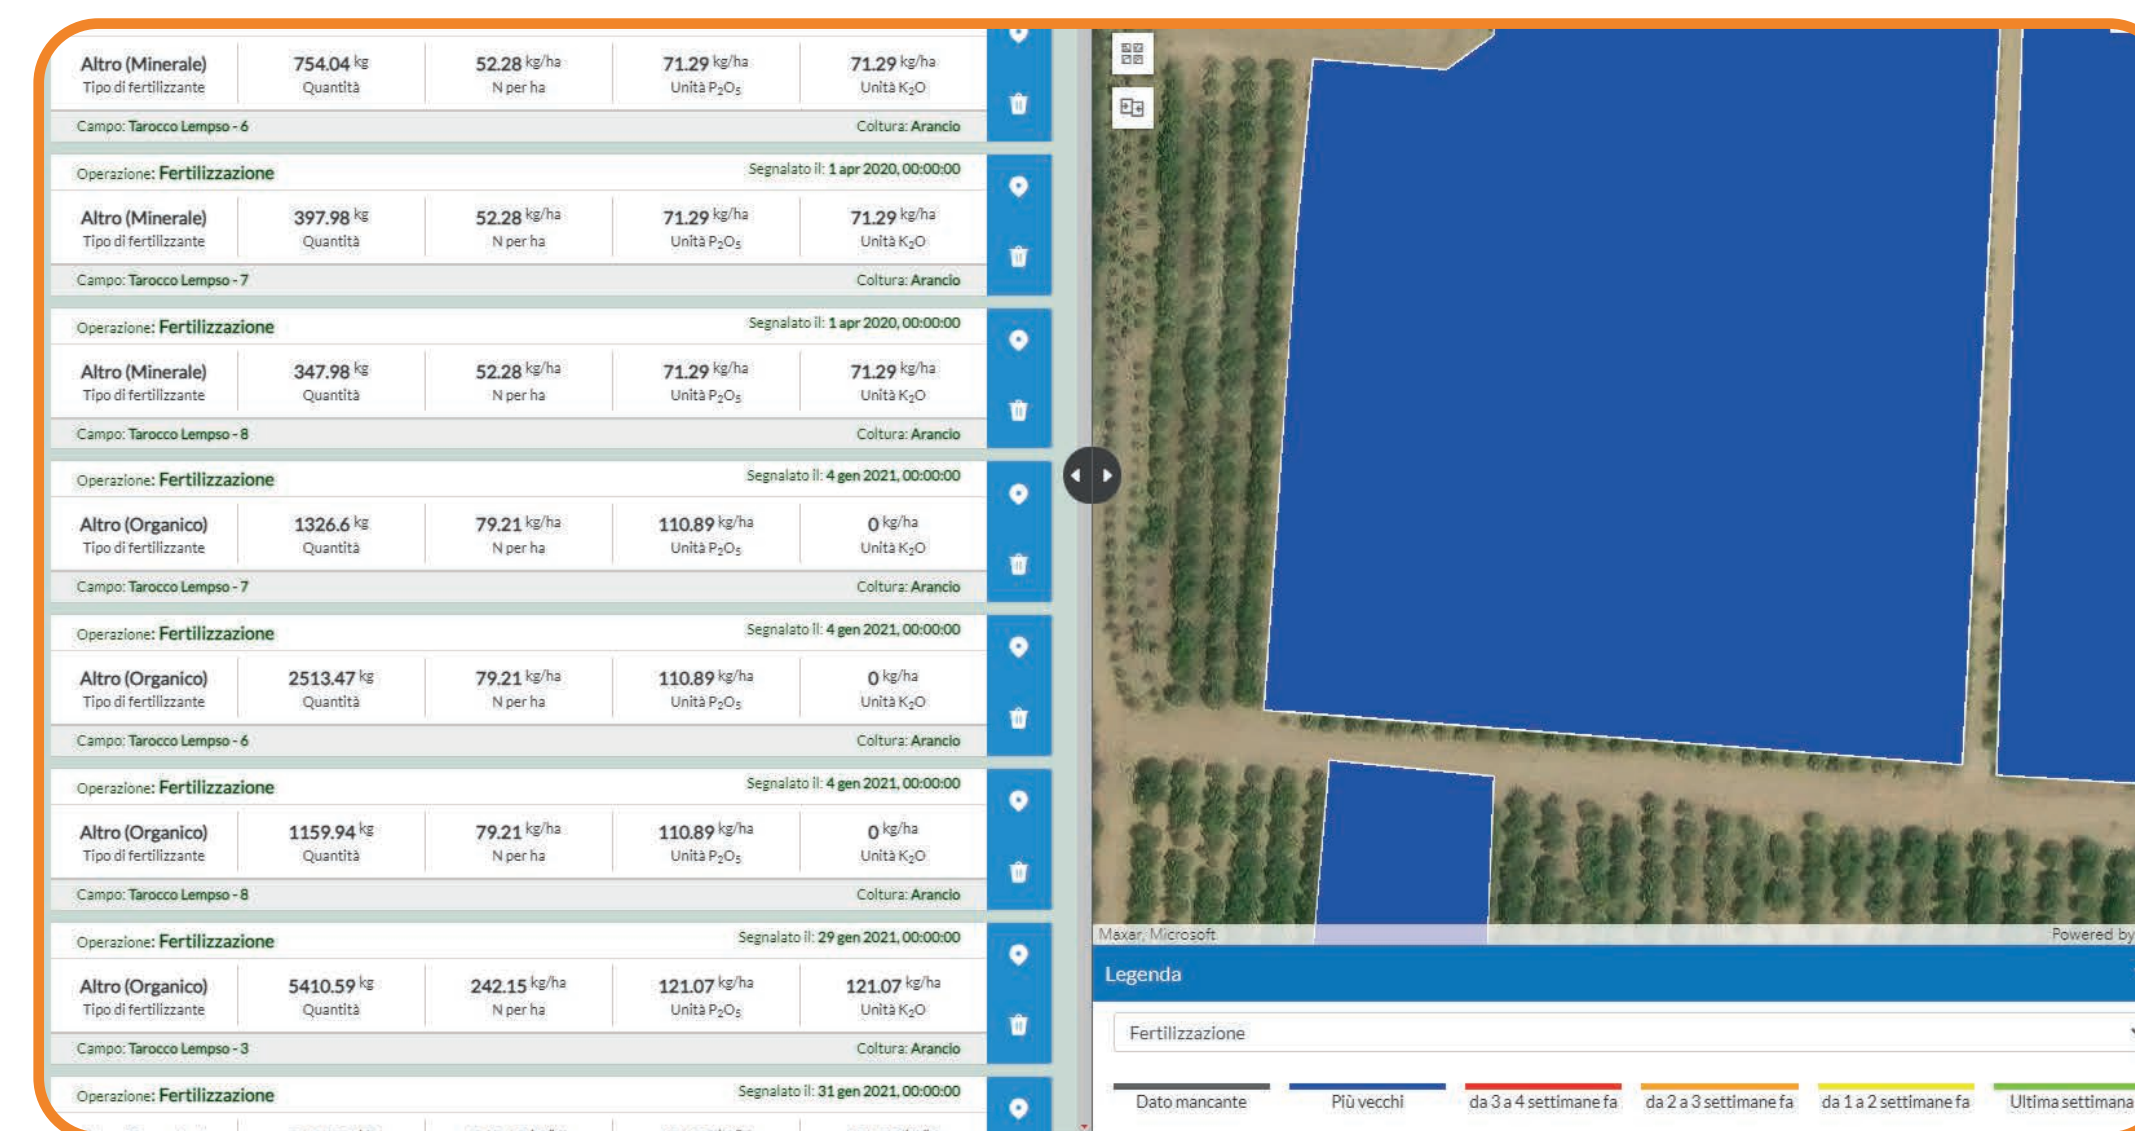 Altro (Minerale) 754.04 kg 52.28 kg/ha 71.29 kg/ha 71.29 kg/ha
Tipo di fertilizzante Quantità N per ha Unità P₂O₅ Unità K₂O
Campo: Tarocco Lempso - 6 Coltura: Arancio
Operazione: Fertilizzazione Segnalato il: 1 apr 2020, 00:00:00
Altro (Minerale) 397.98 kg 52.28 kg/ha 71.29 kg/ha 71.29 kg/ha
Tipo di fertilizzante Quantità N per ha Unità P₂O₅ Unità K₂O
Campo: Tarocco Lempso - 7 Coltura: Arancio
Operazione: Fertilizzazione Segnalato il: 1 apr 2020, 00:00:00
Altro (Minerale) 347.98 kg 52.28 kg/ha 71.29 kg/ha 71.29 kg/ha
Tipo di fertilizzante Quantità N per ha Unità P₂O₅ Unità K₂O
Campo: Tarocco Lempso - 8 Coltura: Arancio
Operazione: Fertilizzazione Segnalato il: 4 gen 2021, 00:00:00
Altro (Organico) 1326.6 kg 79.21 kg/ha 110.89 kg/ha 0 kg/ha
Tipo di fertilizzante Quantità N per ha Unità P₂O₅ Unità K₂O
Campo: Tarocco Lempso - 7 Coltura: Arancio
Operazione: Fertilizzazione Segnalato il: 4 gen 2021, 00:00:00
Altro (Organico) 2513.47 kg 79.21 kg/ha 110.89 kg/ha 0 kg/ha
Tipo di fertilizzante Quantità N per ha Unità P₂O₅ Unità K₂O
Campo: Tarocco Lempso - 6 Coltura: Arancio
Operazione: Fertilizzazione Segnalato il: 4 gen 2021, 00:00:00
Altro (Organico) 1159.94 kg 79.21 kg/ha 110.89 kg/ha 0 kg/ha
Tipo di fertilizzante Quantità N per ha Unità P₂O₅ Unità K₂O
Campo: Tarocco Lempso - 8 Coltura: Arancio
Operazione: Fertilizzazione Segnalato il: 29 gen 2021, 00:00:00
Altro (Organico) 5410.59 kg 242.15 kg/ha 121.07 kg/ha 121.07 kg/ha
Tipo di fertilizzante Quantità N per ha Unità P₂O₅ Unità K₂O
Campo: Tarocco Lempso - 3 Coltura: Arancio
Operazione: Fertilizzazione Segnalato il: 31 gen 2021, 00:00:00
Maxar, Microsoft Powered by
Legenda
Fertilizzazione
Dato mancante Più vecchi da 3 a 4 settimane fa da 2 a 3 settimane fa da 1 a 2 settimane fa Ultima settimana